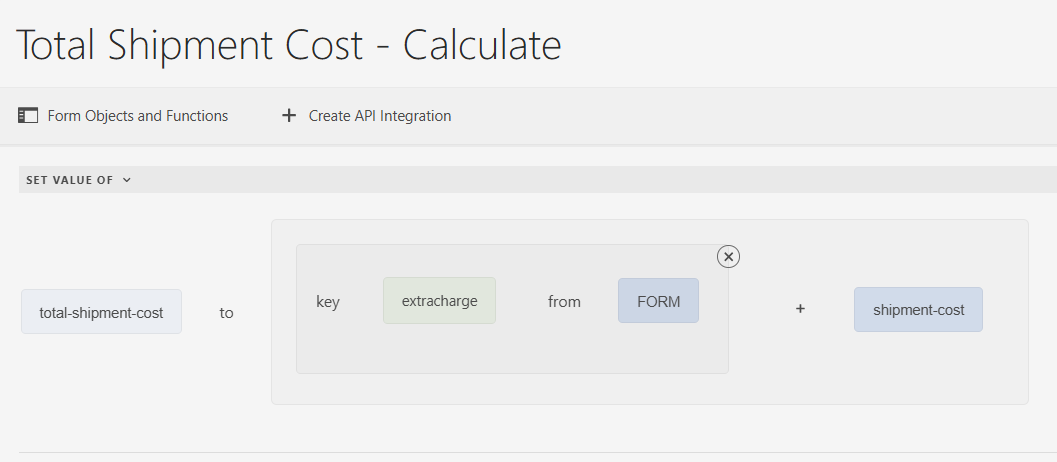 Total Shipment Cost - Calculate
Form Objects and Functions + Create API Integration
SET VALUE OF
total-shipment-cost to key extracharge from FORM + shipment-cost